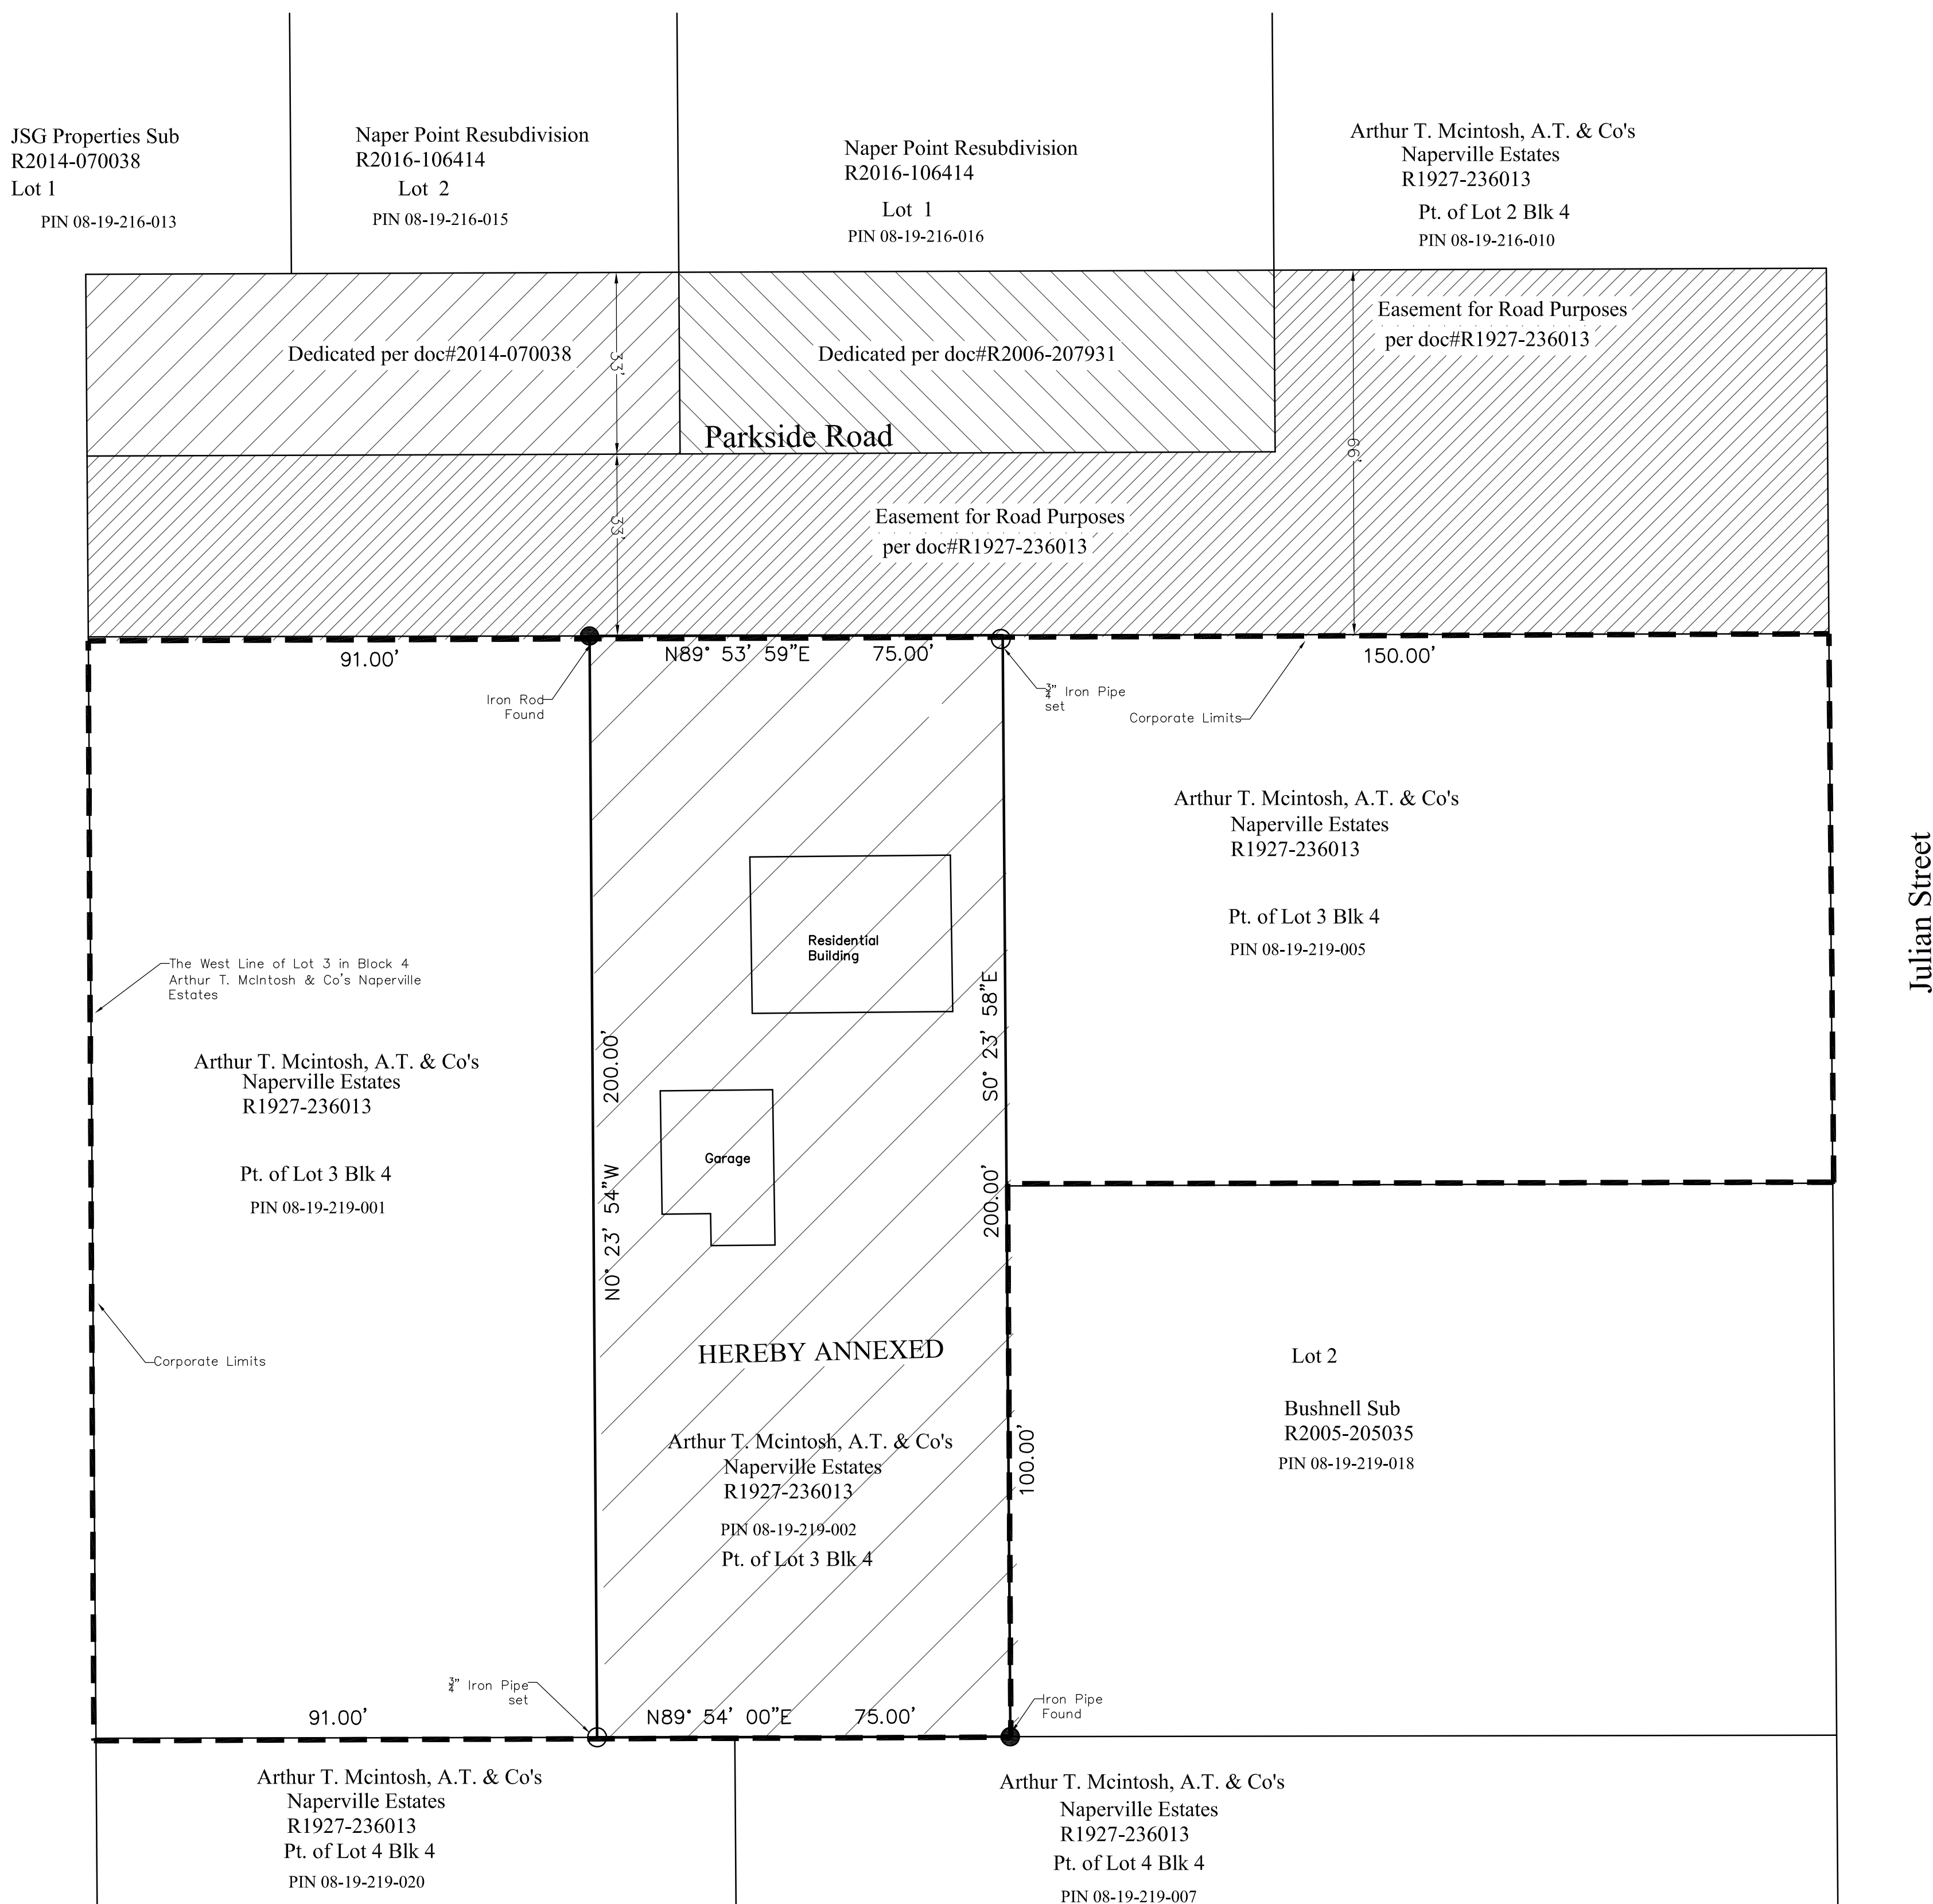 JSG Properties Sub
R2014-070038
Lot 1
PIN 08-19-216-013
Naper Point Resubdivision
R2016-106414
Lot 2
PIN 08-19-216-015
Naper Point Resubdivision
R2016-106414
Lot 1
PIN 08-19-216-016
Arthur T. Mcintosh, A.T. & Co's
Naperville Estates
R1927-236013
Pt. of Lot 2 Blk 4
PIN 08-19-216-010
Dedicated per doc#2014-070038
33'
Dedicated per doc#R2006-207931
Easement for Road Purposes
per doc#R1927-236013
66'
Parkside Road
33'
Easement for Road Purposes
per doc#R1927-236013
91.00'
N89° 53' 59"E 75.00'
150.00'
Iron Rod
Found
3/4" Iron Pipe
set
Corporate Limits
Arthur T. Mcintosh, A.T. & Co's
Naperville Estates
R1927-236013
Pt. of Lot 3 Blk 4
PIN 08-19-219-005
Julian Street
Residential
Building
The West Line of Lot 3 in Block 4
Arthur T. McIntosh & Co's Naperville
Estates
Arthur T. Mcintosh, A.T. & Co's
Naperville Estates
R1927-236013
Pt. of Lot 3 Blk 4
PIN 08-19-219-001
N0° 23' 54"W 200.00'
Garage
200.00' S0° 23' 58"E
Corporate Limits
HEREBY ANNEXED
Arthur T. Mcintosh, A.T. & Co's
Naperville Estates
R1927-236013
PIN 08-19-219-002
Pt. of Lot 3 Blk 4
100.00'
Lot 2
Bushnell Sub
R2005-205035
PIN 08-19-219-018
3/4" Iron Pipe
set
Iron Pipe
Found
91.00'
N89° 54' 00"E 75.00'
Arthur T. Mcintosh, A.T. & Co's
Naperville Estates
R1927-236013
Pt. of Lot 4 Blk 4
PIN 08-19-219-020
Arthur T. Mcintosh, A.T. & Co's
Naperville Estates
R1927-236013
Pt. of Lot 4 Blk 4
PIN 08-19-219-007